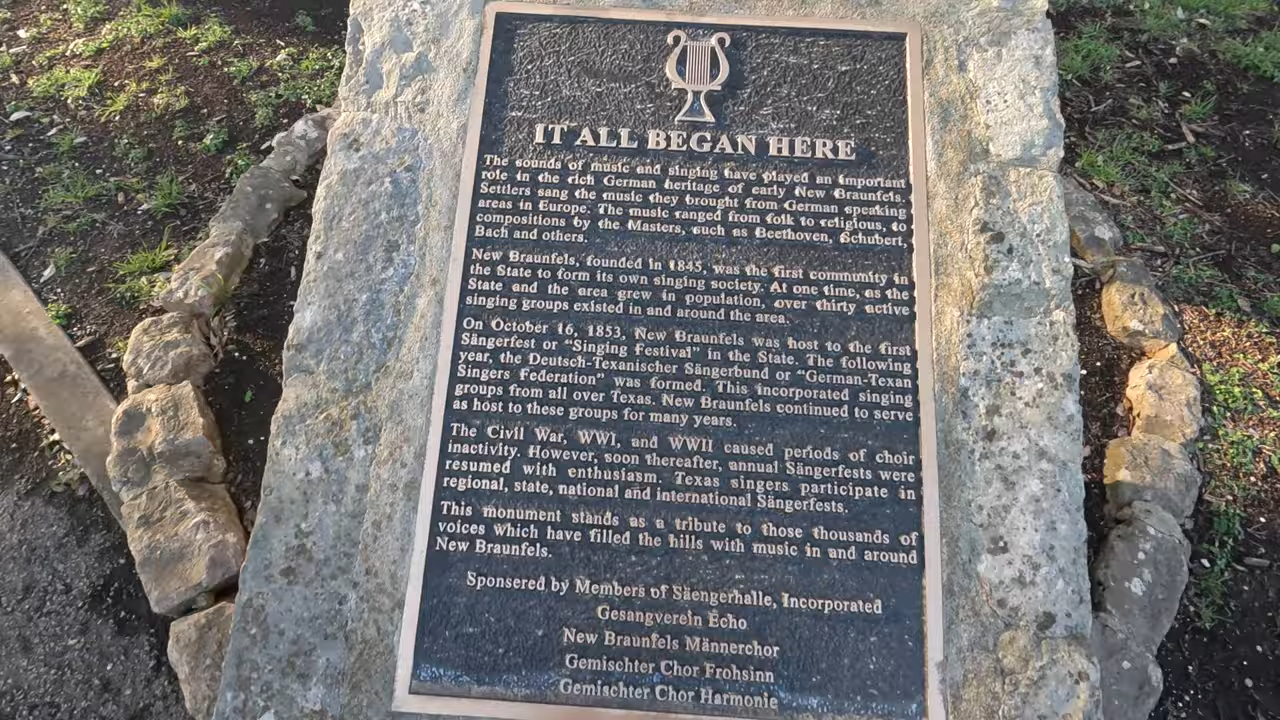 IT ALL BEGAN HERE
The sounds of music and singing have played an important
role in the rich German heritage of early New Braunfels.
Settlers sang the music they brought from German speaking
areas in Europe. The music ranged from folk to religious, to
compositions by the Masters, such as Beethoven, Schubert,
Bach and others.
New Braunfels, founded in 1845, was the first community in
the State to form its own singing society. At one time, as the
State and the area grew in population, over thirty active
singing groups existed in and around the area.
On October 16, 1853, New Braunfels was host to the first
Sängerfest or “Singing Festival” in the State. The following
year, the Deutsch-Texanischer Sängerbund or “German-Texan
Singers Federation” was formed. This incorporated singing
groups from all over Texas. New Braunfels continued to serve
as host to these groups for many years.
The Civil War, WWI, and WWII caused periods of choir
inactivity. However, soon thereafter, annual Sängerfests were
resumed with enthusiasm. Texas singers participate in
regional, state, national and international Sängerfests.
This monument stands as a tribute to those thousands of
voices which have filled the hills with music in and around
New Braunfels.
Sponsered by Members of Säengerhalle, Incorporated
Gesangverein Echo
New Braunfels Männerchor
Gemischter Chor Frohsinn
Gemischter Chor Harmonie